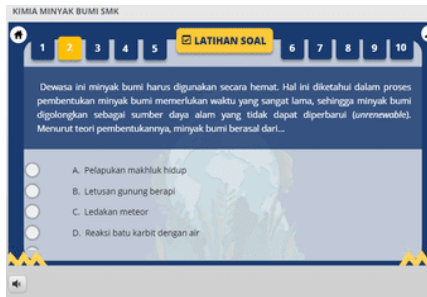 KIMIA MINYAK BUMI SMK
1 2 3 4 5 LATIHAN SOAL 6 7 8 9 10
Dewasa ini minyak bumi harus digunakan secara hemat. Hal ini diketahui dalam proses
pembentukan minyak bumi memerlukan waktu yang sangat lama, sehingga minyak bumi
digolongkan sebagai sumber daya alam yang tidak dapat diperbarui (unrenewable).
Menurut teori pembentukannya, minyak bumi berasal dari...
A. Pelapukan makhluk hidup
B. Letusan gunung berapi
C. Ledakan meteor
D. Reaksi batu karbit dengan air